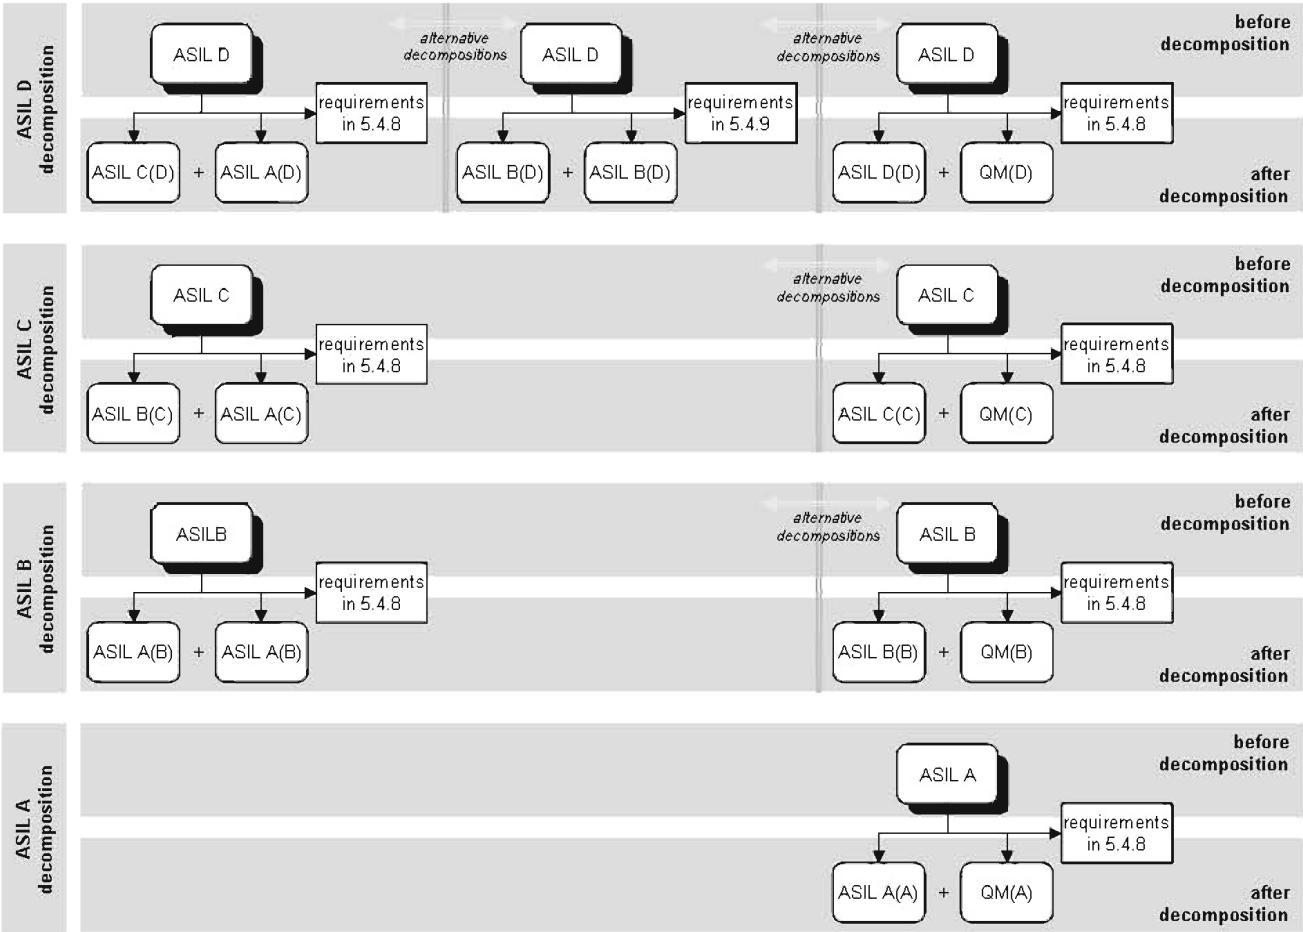 ASIL D
decomposition
ASIL D
alternative
decompositions
ASIL D
alternative
decompositions
ASIL D
before
decomposition
requirements
in 5.4.8
requirements
in 5.4.9
requirements
in 5.4.8
ASIL C(D) + ASIL A(D)
ASIL B(D) + ASIL B(D)
ASIL D(D) + QM(D)
after
decomposition
ASIL C
decomposition
ASIL C
alternative
decompositions
ASIL C
before
decomposition
requirements
in 5.4.8
requirements
in 5.4.8
ASIL B(C) + ASIL A(C)
ASIL C(C) + QM(C)
after
decomposition
ASIL B
decomposition
ASILB
alternative
decompositions
ASIL B
before
decomposition
requirements
in 5.4.8
requirements
in 5.4.8
ASIL A(B) + ASIL A(B)
ASIL B(B) + QM(B)
after
decomposition
ASIL A
decomposition
ASIL A
before
decomposition
requirements
in 5.4.8
ASIL A(A) + QM(A)
after
decomposition